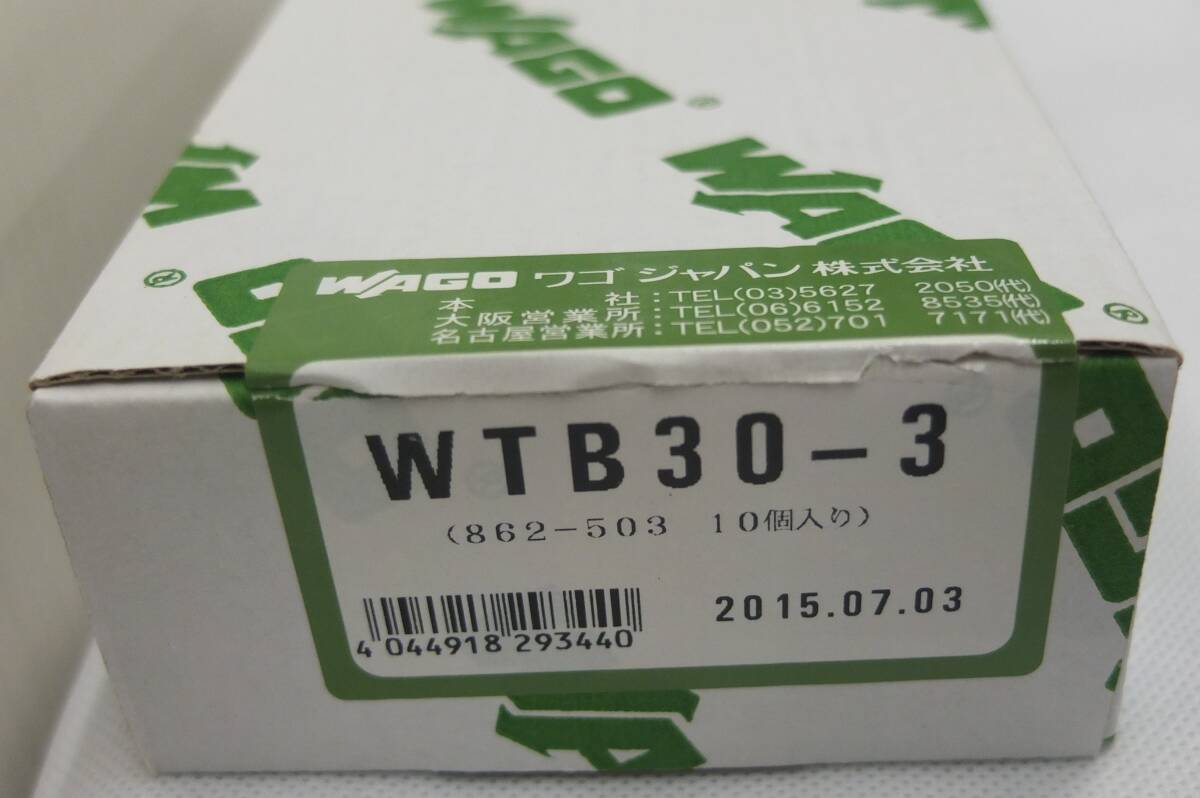 WAGO
WAGO ワゴ ジャパン 株式会社
本 社:TEL(03)5627 2050(代)
大阪営業所:TEL(06)6152 8535(代)
名古屋営業所:TEL(052)701 7171(代)
WTB30-3
(862-503 10個入り)
4 044918 293440
2015.07.03